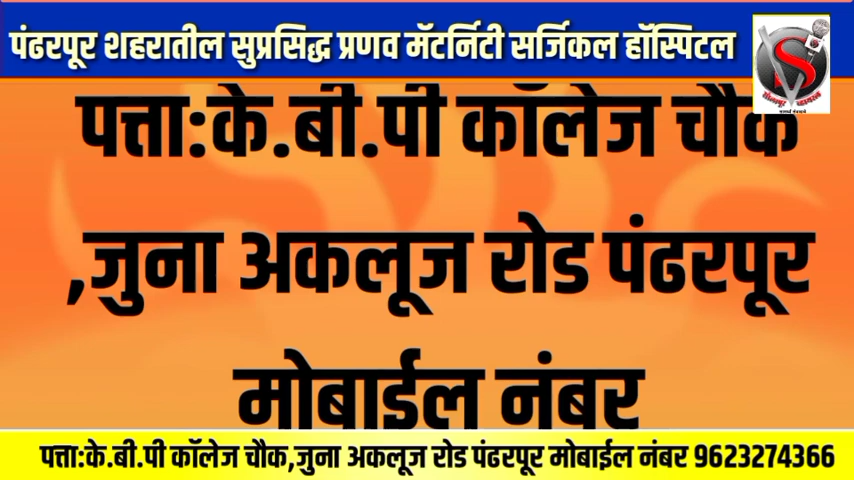 पंढरपूर शहरातील सुप्रसिद्ध प्रणव मॅटर्निटी सर्जिकल हॉस्पिटल
पत्ता:के.बी.पी कॉलेज चौक
,जुना अकलूज रोड पंढरपूर
मोबाईल नंबर
पत्ता:के.बी.पी कॉलेज चौक,जुना अकलूज रोड पंढरपूर मोबाईल नंबर 9623274366